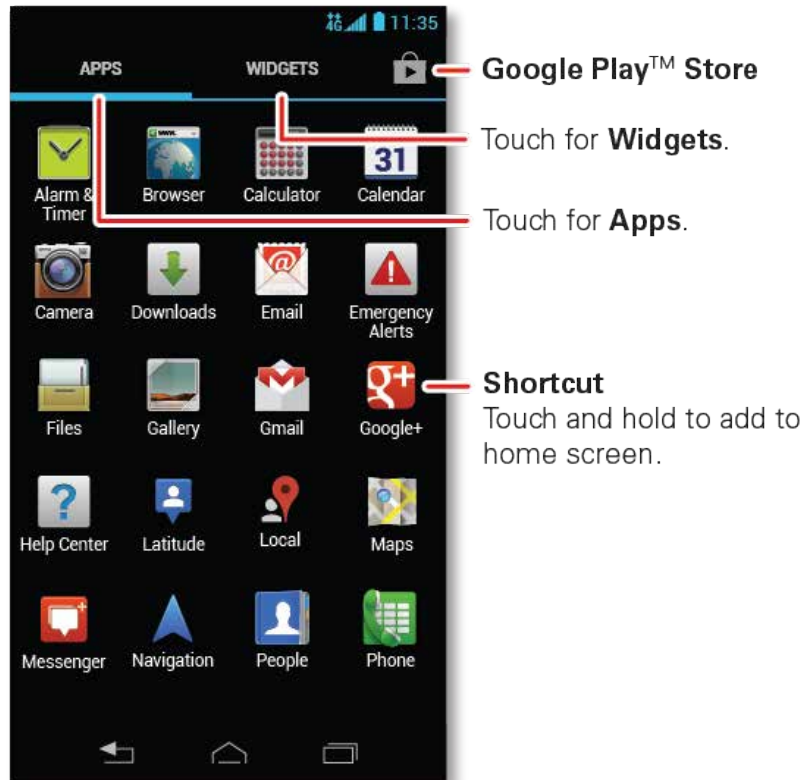 4G 11:35
APPS WIDGETS
Google Play™ Store
Touch for Widgets.
Touch for Apps.
WWW.
31
Alarm & Timer
Browser
Calculator
Calendar
@
Camera
Downloads
Email
Emergency Alerts
g+
Files
Gallery
Gmail
Google+
Shortcut
Touch and hold to add to
home screen.
?
Help Center
Latitude
Local
Maps
Messenger
Navigation
People
Phone